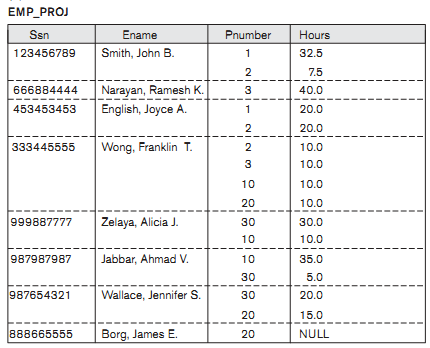 EMP_PROJ
Ssn Ename Pnumber Hours
123456789 Smith, John B. 1 32.5
2 7.5
666884444 Narayan, Ramesh K. 3 40.0
453453453 English, Joyce A. 1 20.0
2 20.0
333445555 Wong, Franklin T. 2 10.0
3 10.0
10 10.0
20 10.0
999887777 Zelaya, Alicia J. 30 30.0
10 10.0
987987987 Jabbar, Ahmad V. 10 35.0
30 5.0
987654321 Wallace, Jennifer S. 30 20.0
20 15.0
888665555 Borg, James E. 20 NULL